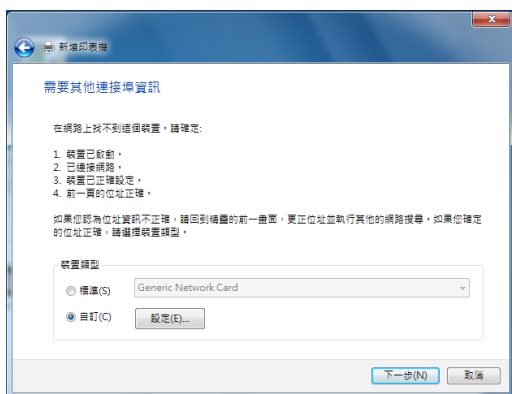 新增印表機
需要其他連接埠資訊
在網路上找不到這個裝置，請確定:
1. 裝置已啟動。
2. 已連接網路。
3. 裝置已正確設定。
4. 前一頁的位址正確。
如果您認為位址資訊不正確，請回到精靈的前一畫面，更正位址並執行其他的網路搜尋。如果您確定
的位址正確，請選擇裝置類型。
裝置類型
標準(S) Generic Network Card
自訂(C) 設定(E)...
下一步(N) 取消